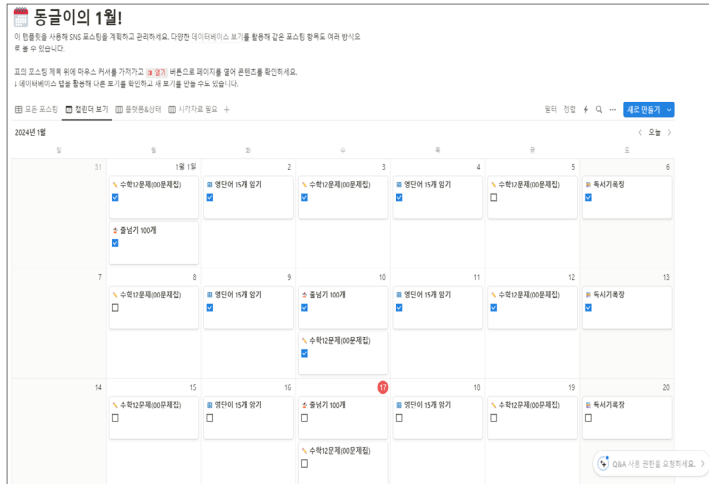 동글이의 1월!
이 템플릿을 사용해 SNS 포스팅을 계획하고 관리하세요. 다양한 데이터베이스 보기를 활용해 같은 포스팅 항목도 여러 방식으
로 볼 수 있습니다.
표의 포스팅 제목 위에 마우스 커서를 가져가고 열기 버튼으로 페이지를 열어 콘텐츠를 확인하세요.
↓ 데이터베이스 탭을 활용해 다른 보기를 확인하고 새 보기를 만들 수도 있습니다.
모든 포스팅 캘린더 보기 플랫폼&상태 시각자료 필요 + 필터 정렬 ... 새로 만들기
2024년 1월 < 오늘 >
일 월 화 수 목 금 토
31 1월 1일 2 3 4 5 6
수학12문제(00문제집) 영단어 15개 암기 수학12문제(00문제집) 영단어 15개 암기 수학12문제(00문제집) 독서기록장
줄넘기 100개
7 8 9 10 11 12 13
수학12문제(00문제집) 영단어 15개 암기 줄넘기 100개 영단어 15개 암기 수학12문제(00문제집) 독서기록장
수학12문제(00문제집)
14 15 16 17 18 19 20
수학12문제(00문제집) 영단어 15개 암기 줄넘기 100개 영단어 15개 암기 수학12문제(00문제집) 독서기록장
수학12문제(00문제집)
Q&A 사용 권한을 요청하세요. >